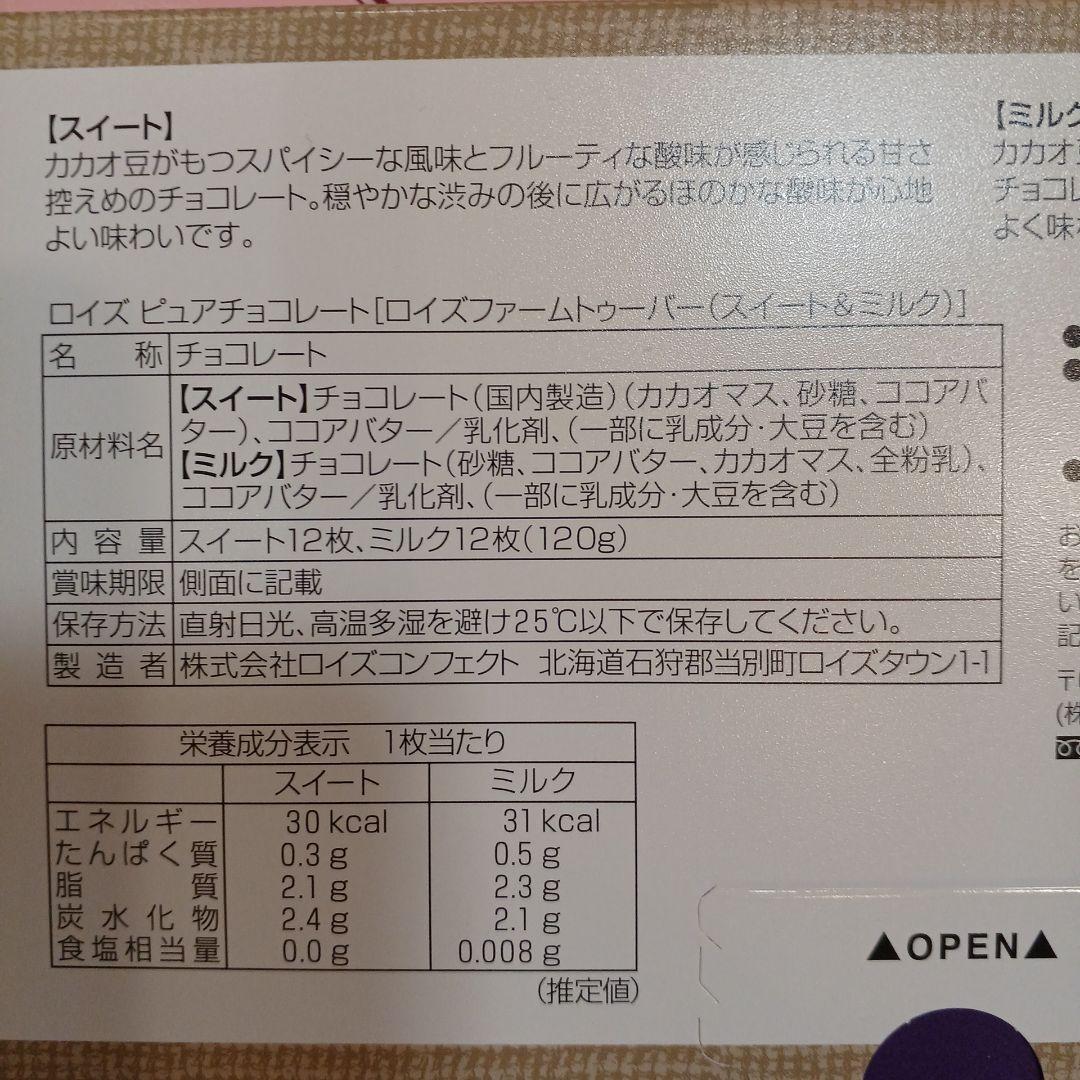 【スイート】
カカオ豆がもつスパイシーな風味とフルーティな酸味が感じられる甘さ
控えめのチョコレート。穏やかな渋みの後に広がるほのかな酸味が心地
よい味わいです。
【ミルク
カカオ
チョコレ
よく味
ロイズ ピュアチョコレート[ロイズファームトゥーバー(スイート&ミルク)]
名称 チョコレート
原材料名 【スイート】チョコレート(国内製造)(カカオマス、砂糖、ココアバ
ター)、ココアバター/乳化剤、(一部に乳成分・大豆を含む)
【ミルク】チョコレート(砂糖、ココアバター、カカオマス、全粉乳)、
ココアバター/乳化剤、(一部に乳成分・大豆を含む)
内容量 スイート12枚、ミルク12枚(120g)
賞味期限 側面に記載
保存方法 直射日光、高温多湿を避け25℃以下で保存してください。
製造者 株式会社ロイズコンフェクト 北海道石狩郡当別町ロイズタウン1-1
お
を
い
記
〒
(株
栄養成分表示 1枚当たり
スイート ミルク
エネルギー 30 kcal 31 kcal
たんぱく質 0.3 g 0.5 g
脂質 2.1 g 2.3 g
炭水化物 2.4 g 2.1 g
食塩相当量 0.0 g 0.008 g
(推定値)
▲OPEN▲